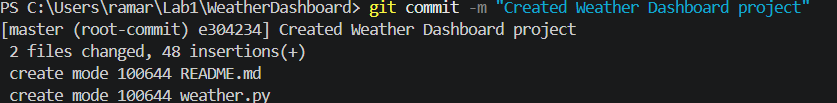 PS C:\Users\ramar\Lab1\WeatherDashboard> git commit -m "Created Weather Dashboard project"
[master (root-commit) e304234] Created Weather Dashboard project
 2 files changed, 48 insertions(+)
 create mode 100644 README.md
 create mode 100644 weather.py